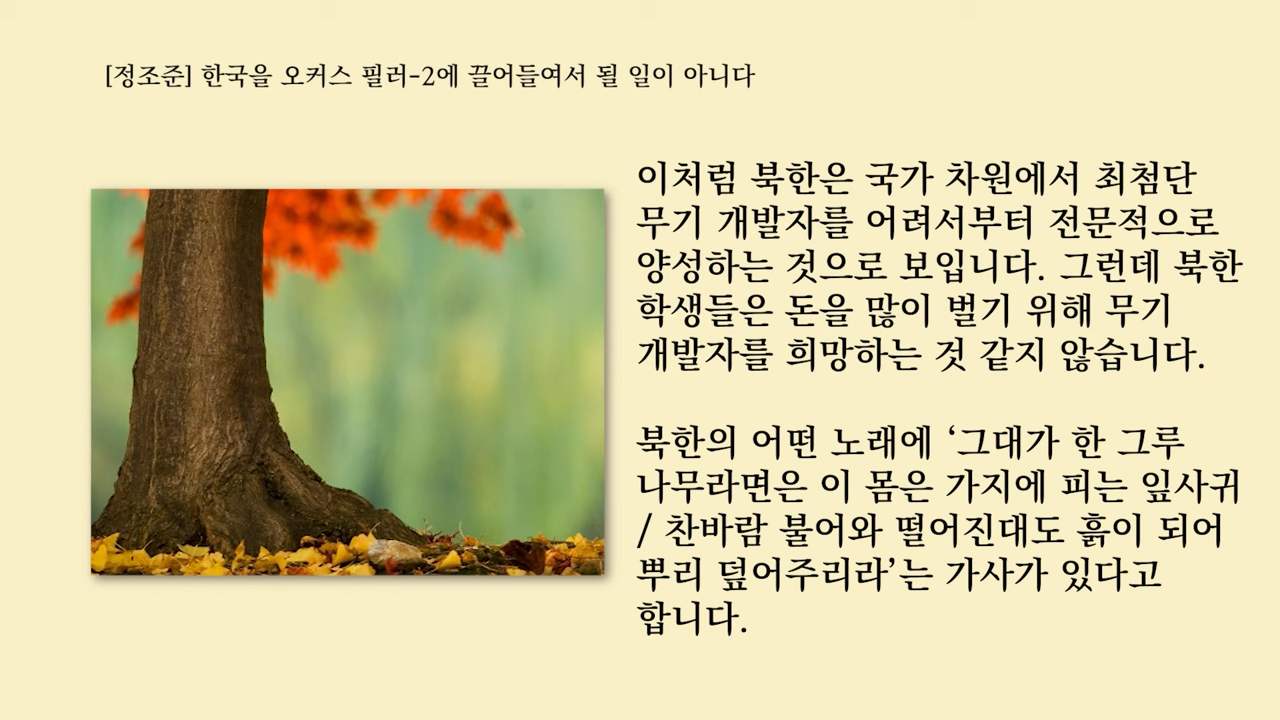 [정조준] 한국을 오커스 필러-2에 끌어들여서 될 일이 아니다
이처럼 북한은 국가 차원에서 최첨단
무기 개발자를 어려서부터 전문적으로
양성하는 것으로 보입니다. 그런데 북한
학생들은 돈을 많이 벌기 위해 무기
개발자를 희망하는 것 같지 않습니다.
북한의 어떤 노래에 ‘그대가 한 그루
나무라면은 이 몸은 가지에 피는 잎사귀
/ 찬바람 불어와 떨어진대도 흙이 되어
뿌리 덮어주리라’는 가사가 있다고
합니다.